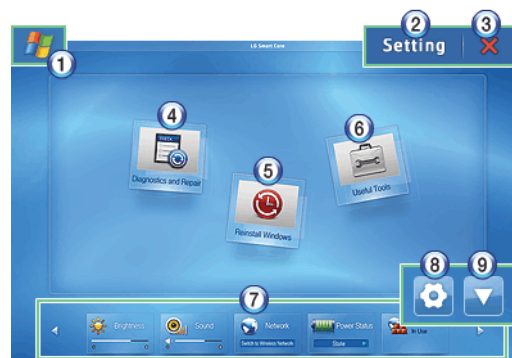 LG Smart Care
Setting
1
2
3
4
5
6
CHECK
Diagnostics and Repair
Reinstall Windows
Useful Tools
7
8
9
Brightness
Sound
Network
Switch to Wireless Network
Power Status
State
In Use